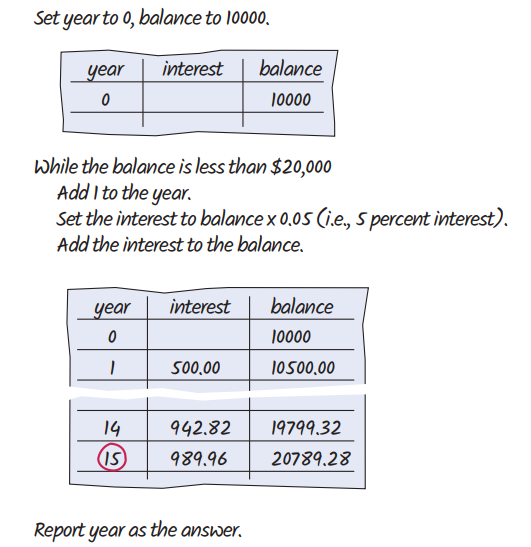 Set year to 0, balance to 10000.
year interest balance
0 10000
While the balance is less than $20,000
Add 1 to the year.
Set the interest to balance x 0.05 (i.e., 5 percent interest).
Add the interest to the balance.
year interest balance
0 10000
1 500.00 10500.00
14 942.82 19799.32
15 989.96 20789.28
Report year as the answer.